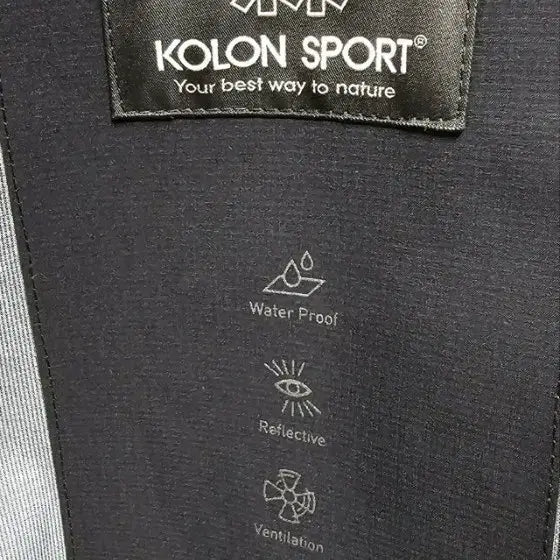 KOLON SPORT®
Your best way to nature
Water Proof
Reflective
Ventilation